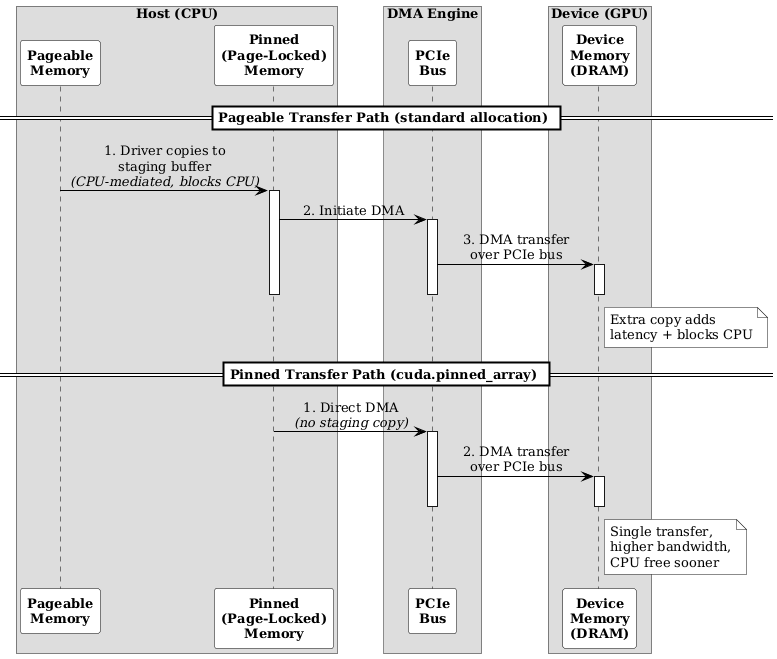 Host (CPU)
DMA Engine
Device (GPU)
Pageable
Memory
Pinned
(Page-Locked)
Memory
PCIe
Bus
Device
Memory
(DRAM)
Pageable Transfer Path (standard allocation)
1. Driver copies to
staging buffer
(CPU-mediated, blocks CPU)
2. Initiate DMA
3. DMA transfer
over PCIe bus
Extra copy adds
latency + blocks CPU
Pinned Transfer Path (cuda.pinned_array)
1. Direct DMA
(no staging copy)
2. DMA transfer
over PCIe bus
Single transfer,
higher bandwidth,
CPU free sooner
Pageable
Memory
Pinned
(Page-Locked)
Memory
PCIe
Bus
Device
Memory
(DRAM)